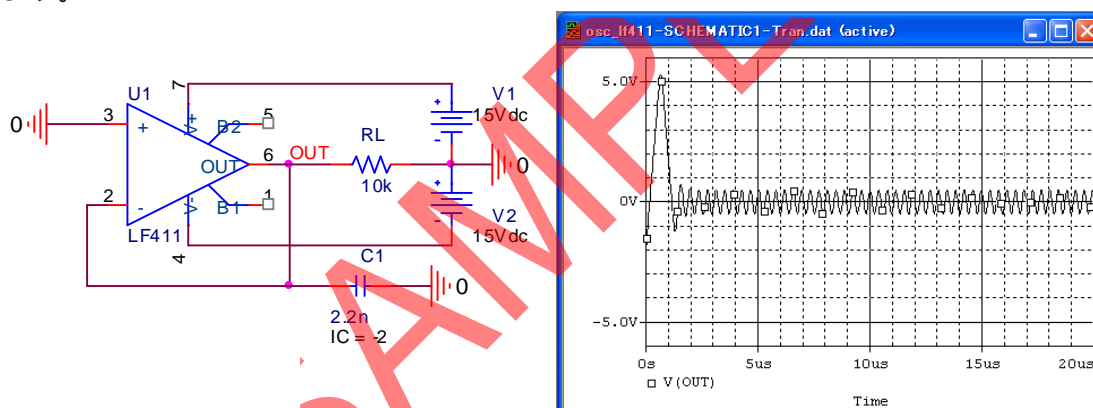 U1
7
3
+
V+
B2
5
OUT
6
OUT
2
-
V-
B1
1
LF411
4
0
RL
10k
+
-
V1
15Vdc
0
+
-
V2
15Vdc
C1
2.2n
IC = -2
0
SAMPL
osc_lf411-SCHEMATIC1-Tran.dat (active)
5.0V
0V
-5.0V
0s
5us
10us
15us
20us
V(OUT)
Time